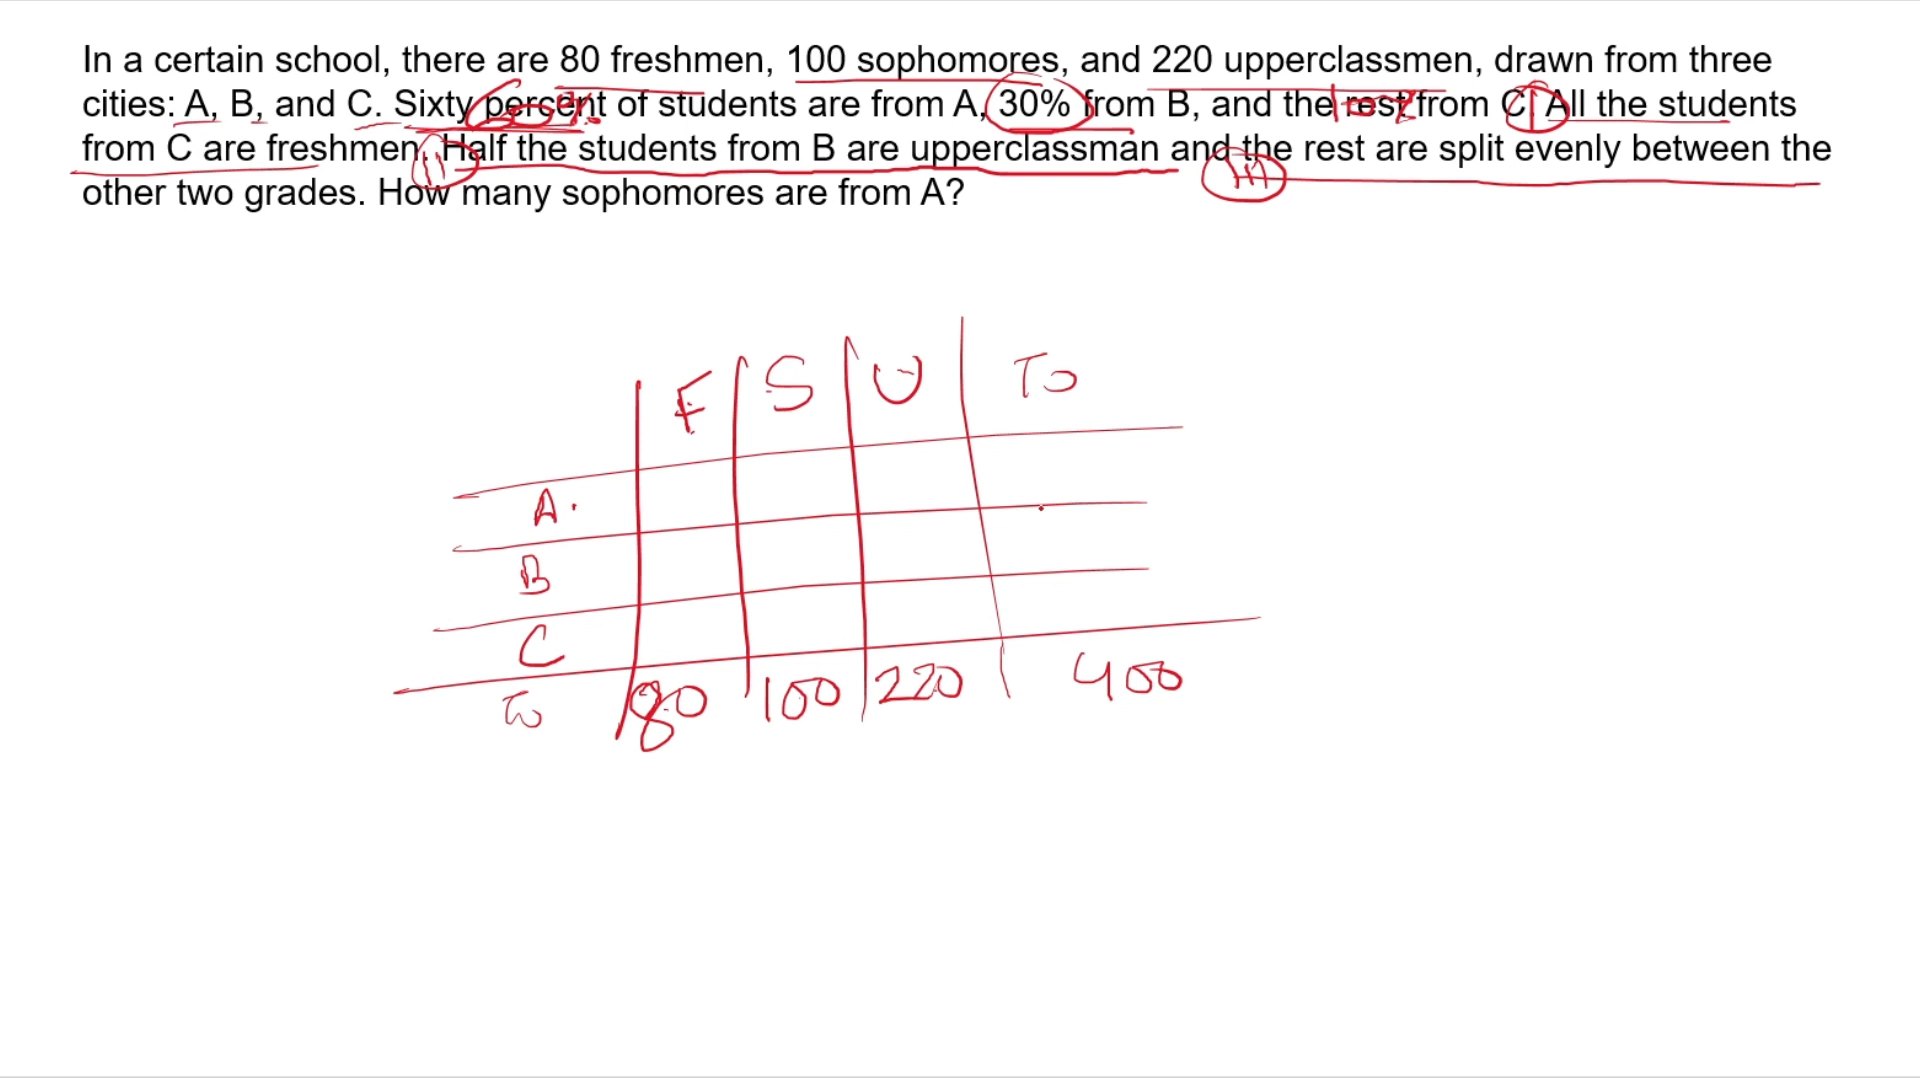 In a certain school, there are 80 freshmen, 100 sophomores, and 220 upperclassmen, drawn from three
cities: A, B, and C. Sixty percent of students are from A, 30% from B, and the rest from C. All the students
from C are freshmen. Half the students from B are upperclassman and the rest are split evenly between the
other two grades. How many sophomores are from A?
F S U To
A
B
C
To 80 100 220 400